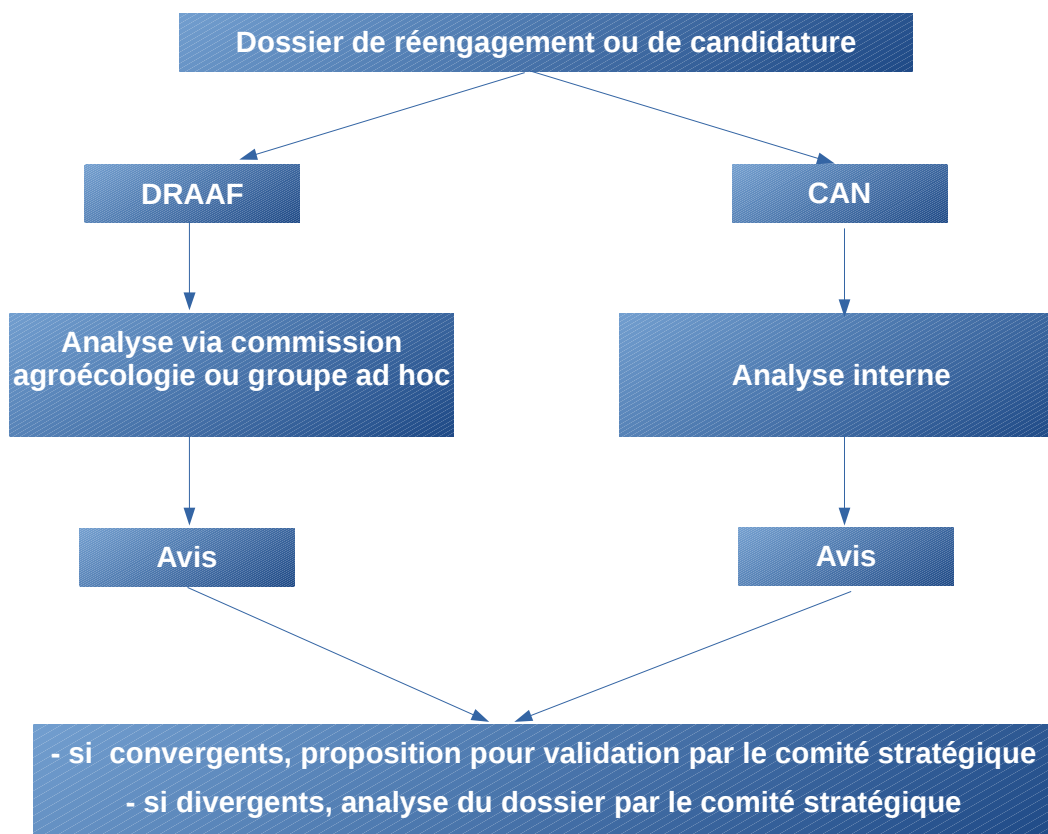 Dossier de réengagement ou de candidature
DRAAF
CAN
Analyse via commission
agroécologie ou groupe ad hoc
Analyse interne
Avis
Avis
- si  convergents, proposition pour validation par le comité stratégique
- si divergents, analyse du dossier par le comité stratégique